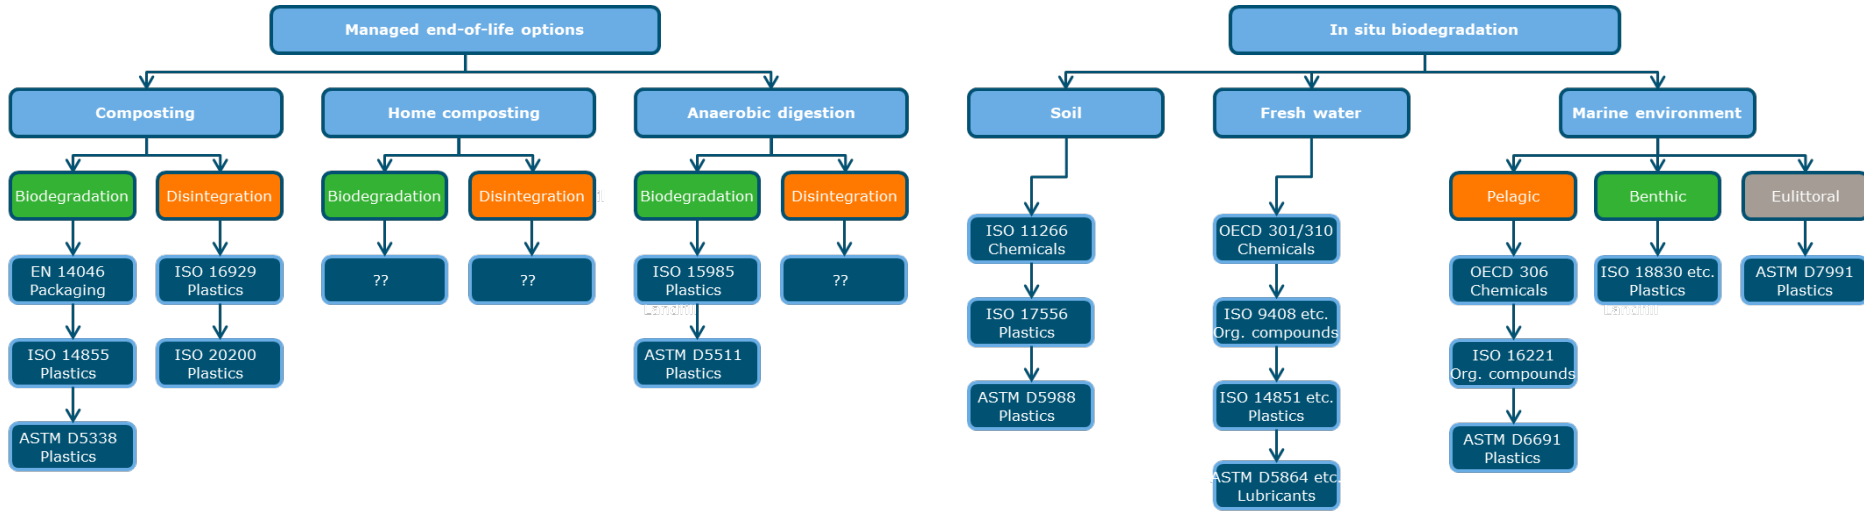 Managed end-of-life options
In situ biodegradation
Composting
Home composting
Anaerobic digestion
Soil
Fresh water
Marine environment
Biodegradation
Disintegration
Biodegradation
Disintegration
Biodegradation
Disintegration
Pelagic
Benthic
Eulittoral
EN 14046
Packaging
ISO 14855
Plastics
ASTM D5338
Plastics
ISO 16929
Plastics
ISO 20200
Plastics
??
??
ISO 15985
Plastics
Landfill
ASTM D5511
Plastics
??
ISO 11266
Chemicals
ISO 17556
Plastics
ASTM D5988
Plastics
OECD 301/310
Chemicals
ISO 9408 etc.
Org. compounds
ISO 14851 etc.
Plastics
ASTM D5864 etc.
Lubricants
OECD 306
Chemicals
ISO 16221
Org. compounds
ASTM D6691
Plastics
ISO 18830 etc.
Plastics
Landfill
ASTM D7991
Plastics